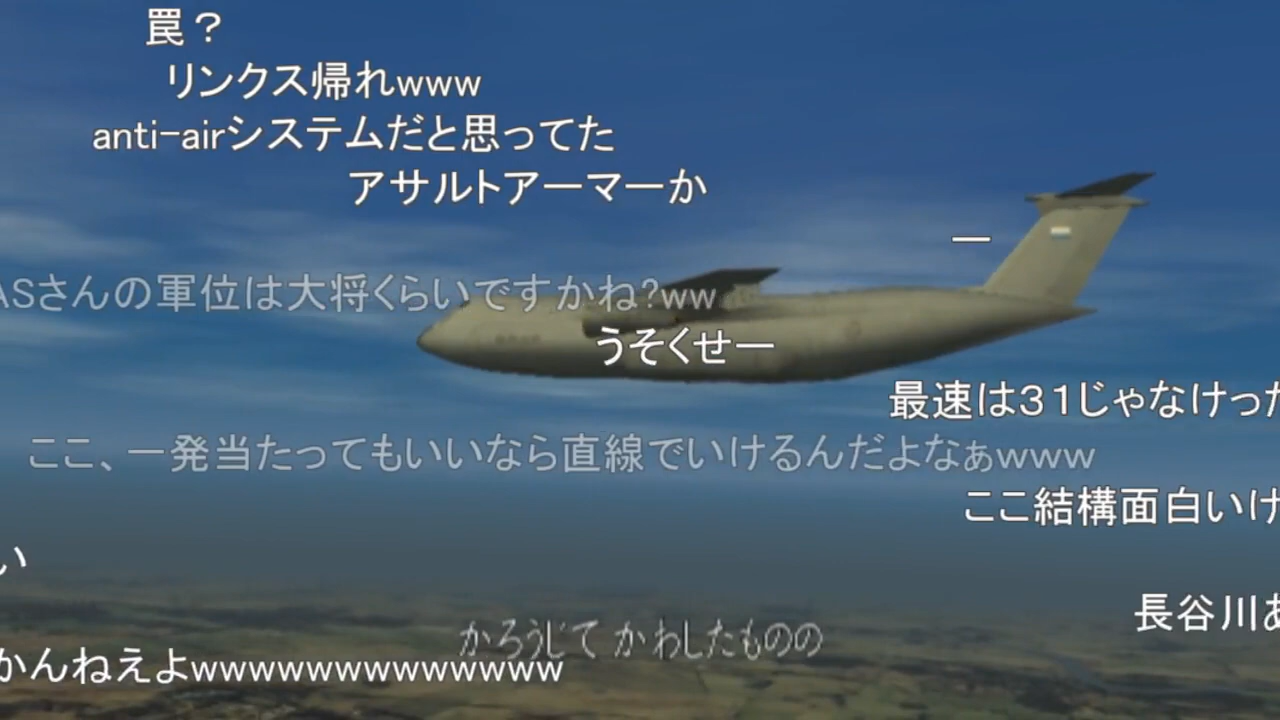 罠？
リンクス帰れwww
anti-airシステムだと思ってた
アサルトアーマーか
ー
ASさんの軍位は大将くらいですかね?ww
うそくせー
最速は３１じゃなけった
ここ、一発当たってもいいなら直線でいけるんだよなぁwww
ここ結構面白いけ
い
長谷川あ
かろうじて かわしたものの
かんねえよwwwwwwwwwwwww